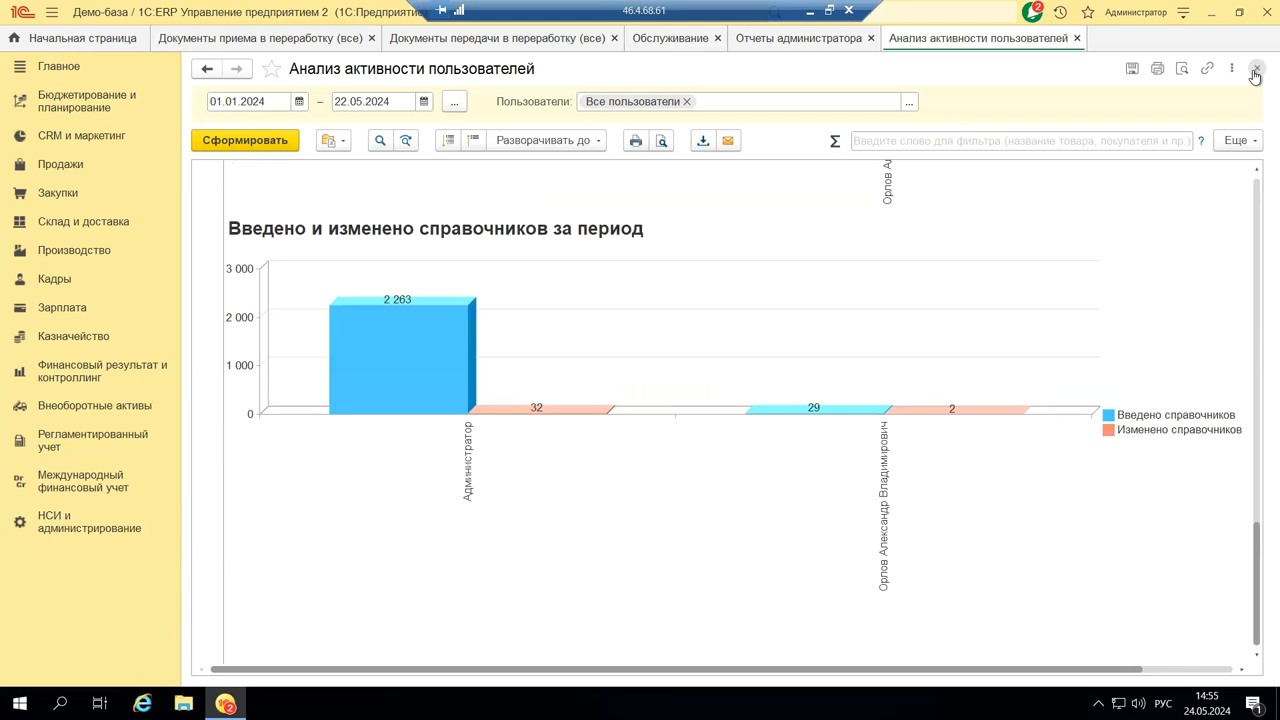 Демо-база / 1С:ERP Управление предприятием 2 (1С:Предприятие
46.4.68.61
2
Администратор
Начальная страница
Документы приема в переработку (все) ×
Документы передачи в переработку (все) ×
Обслуживание ×
Отчеты администратора ×
Анализ активности пользователей ×
Главное
Бюджетирование и
планирование
CRM и маркетинг
Продажи
Закупки
Склад и доставка
Производство
Кадры
Зарплата
Казначейство
Финансовый результат и
контроллинг
Внеоборотные активы
Регламентированный
учет
Международный
финансовый учет
НСИ и
администрирование
Анализ активности пользователей
01.01.2024 – 22.05.2024 ... Пользователи: Все пользователи × ...
Сформировать Разворачивать до Σ Введите слово для фильтра (название товара, покупателя и пр.) ? Еще
Орлов Ал
Введено и изменено справочников за период
3 000
2 000
1 000
0
2 263
32
29
2
Администратор
Орлов Александр Владимирович
Введено справочников
Изменено справочников
2
РУС
14:55
24.05.2024
1